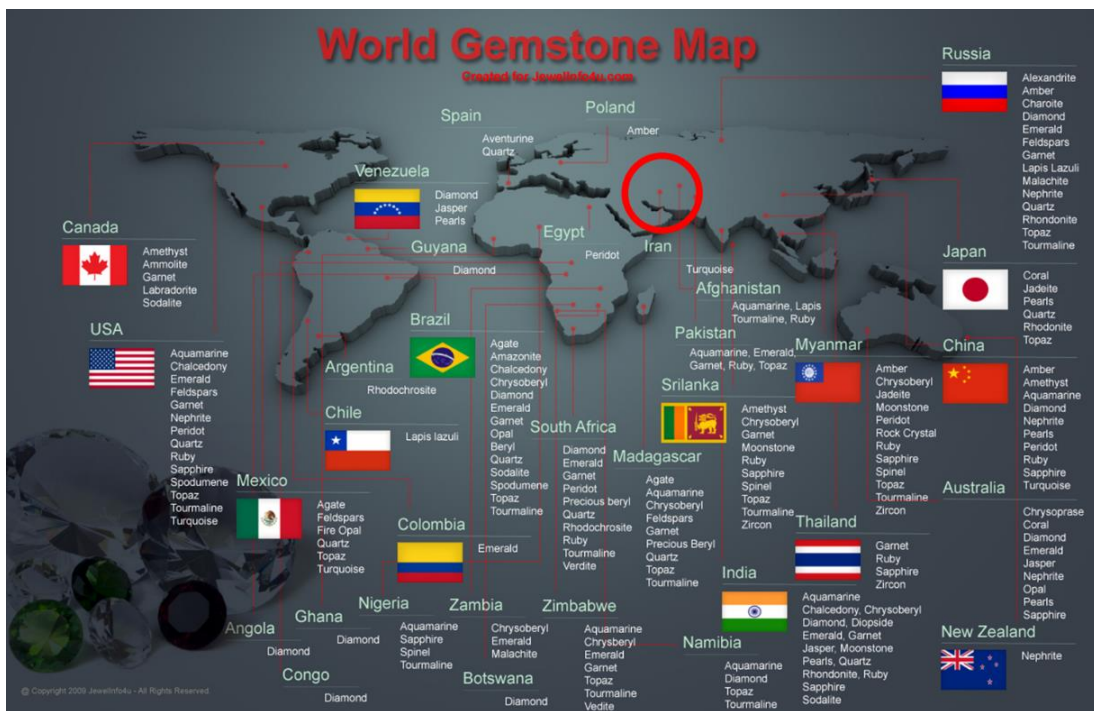 World Gemstone Map
Created for JewelInfo4u.com
Russia
Alexandrite
Amber
Charoite
Diamond
Emerald
Feldspars
Garnet
Lapis Lazuli
Malachite
Nephrite
Quartz
Rhondonite
Topaz
Tourmaline
Poland
Amber
Spain
Aventurine
Quartz
Venezuela
Diamond
Jasper
Pearls
Canada
Amethyst
Ammolite
Garnet
Labradorite
Sodalite
Guyana
Diamond
Egypt
Peridot
Iran
Turquoise
Afghanistan
Aquamarine, Lapis
Tourmaline, Ruby
Japan
Coral
Jadeite
Pearls
Quartz
Rhodonite
Topaz
USA
Aquamarine
Chalcedony
Emerald
Feldspars
Garnet
Nephrite
Peridot
Quartz
Ruby
Sapphire
Spodumene
Topaz
Tourmaline
Turquoise
Brazil
Agate
Amazonite
Chalcedony
Chrysoberyl
Diamond
Emerald
Garnet
Opal
Beryl
Quartz
Sodalite
Spodumene
Topaz
Tourmaline
Pakistan
Aquamarine, Emerald,
Garnet, Ruby, Topaz
Myanmar
Amber
Chrysoberyl
Jadeite
Moonstone
Peridot
Rock Crystal
Ruby
Sapphire
Spinel
Topaz
Tourmaline
Zircon
China
Amber
Amethyst
Aquamarine
Diamond
Nephrite
Pearls
Peridot
Ruby
Sapphire
Turquoise
Argentina
Rhodochrosite
Chile
Lapis lazuli
Srilanka
Amethyst
Chrysoberyl
Garnet
Moonstone
Ruby
Sapphire
Spinel
Topaz
Tourmaline
Zircon
South Africa
Diamond
Emerald
Garnet
Peridot
Precious beryl
Quartz
Rhodochrosite
Ruby
Tourmaline
Verdite
Madagascar
Agate
Aquamarine
Chrysoberyl
Feldspars
Garnet
Precious Beryl
Quartz
Topaz
Tourmaline
Mexico
Agate
Feldspars
Fire Opal
Quartz
Topaz
Turquoise
Australia
Chrysoprase
Coral
Diamond
Emerald
Jasper
Nephrite
Opal
Pearls
Sapphire
Colombia
Emerald
Thailand
Garnet
Ruby
Sapphire
Zircon
India
Aquamarine
Chalcedony, Chrysoberyl
Diamond, Diopside
Emerald, Garnet
Jasper, Moonstone
Pearls, Quartz
Rhondonite, Ruby
Sapphire
Sodalite
Angola
Diamond
Ghana
Diamond
Nigeria
Aquamarine
Sapphire
Spinel
Tourmaline
Zambia
Chrysoberyl
Emerald
Malachite
Zimbabwe
Aquamarine
Chrysberyl
Emerald
Garnet
Topaz
Tourmaline
Vedite
Namibia
Aquamarine
Diamond
Topaz
Tourmaline
New Zealand
Nephrite
Congo
Diamond
Botswana
Diamond
@ Copyright 2009 JewelInfo4u - All Rights Reserved